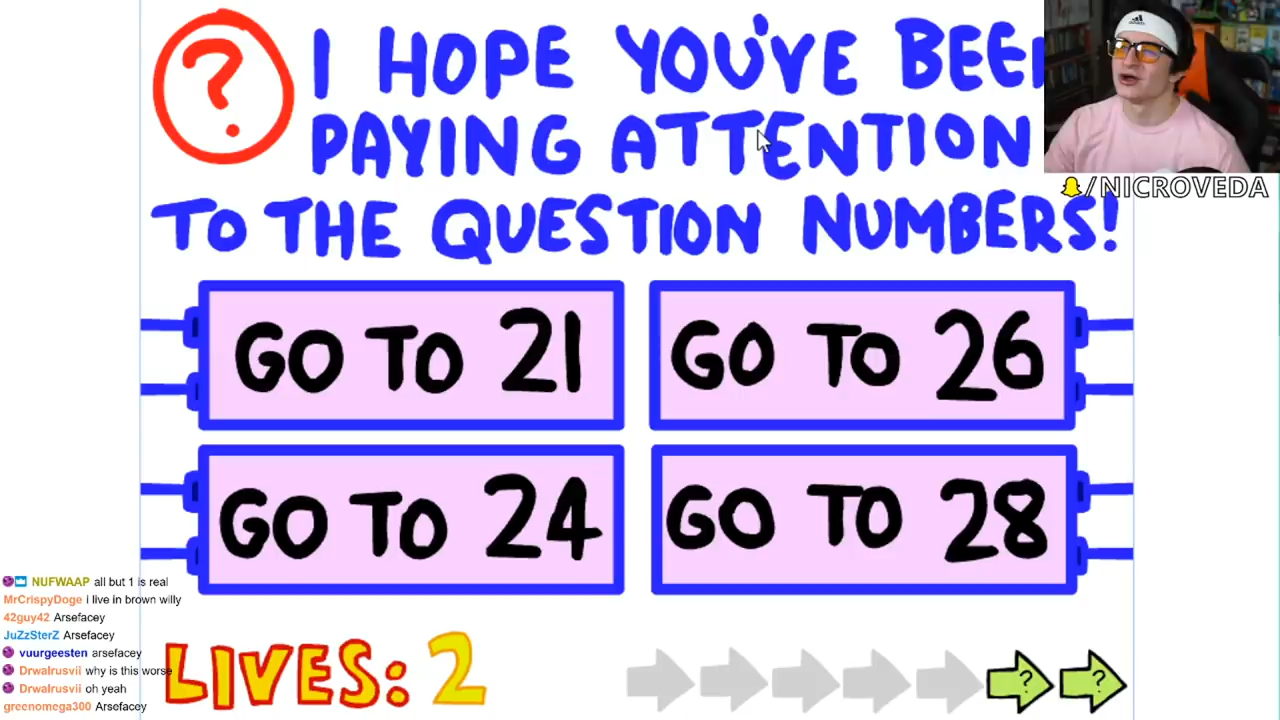 ?
I HOPE YOU'VE BEE
PAYING ATTENTION
TO THE QUESTION NUMBERS!
/NICROVEDA
GO TO 21
GO TO 26
GO TO 24
GO TO 28
NUFWAAP all but 1 is real
MrCrispyDoge i live in brown willy
42guy42 Arsefacey
JuZzSterZ Arsefacey
vuurgeesten arsefacey
Drwalrusvii why is this worse
Drwalrusvii oh yeah
greenomega300 Arsefacey
LIVES: 2
? ?